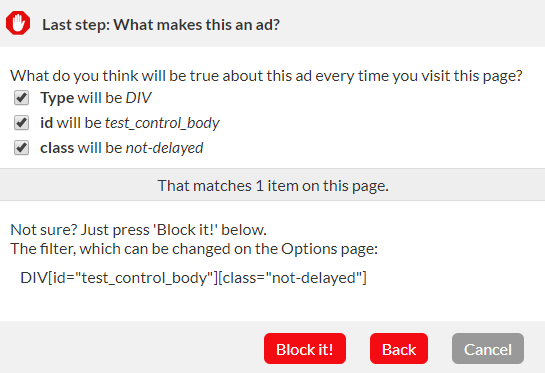 Last step: What makes this an ad?
What do you think will be true about this ad every time you visit this page?
Type will be DIV
id will be test_control_body
class will be not-delayed
That matches 1 item on this page.
Not sure? Just press 'Block it!' below.
The filter, which can be changed on the Options page:
DIV[id="test_control_body"][class="not-delayed"]
Block it! Back Cancel